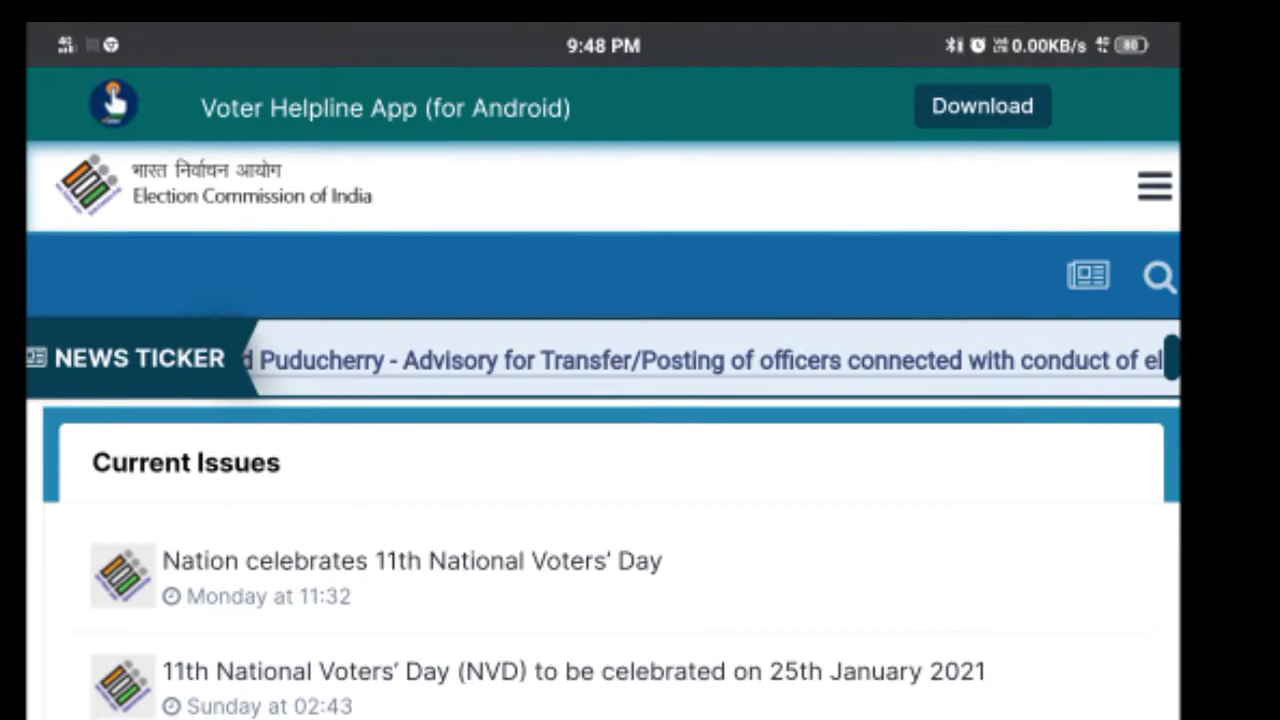 9:48 PM
0.00KB/s
80
Voter Helpline App (for Android)
Download
भारत निर्वाचन आयोग
Election Commission of India
NEWS TICKER
Puducherry - Advisory for Transfer/Posting of officers connected with conduct of el
Current Issues
Nation celebrates 11th National Voters' Day
Monday at 11:32
11th National Voters' Day (NVD) to be celebrated on 25th January 2021
Sunday at 02:43